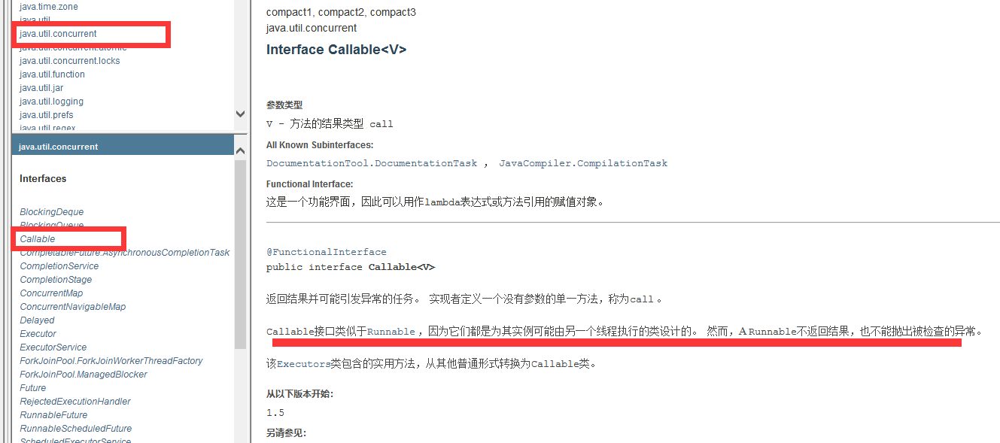 java.time.zone
java.util
java.util.concurrent
java.util.concurrent.atomic
java.util.concurrent.locks
java.util.function
java.util.jar
java.util.logging
java.util.prefs
java.util.regex
java.util.concurrent
Interfaces
BlockingDeque
BlockingQueue
Callable
CompletableFuture.AsynchronousCompletionTask
CompletionService
CompletionStage
ConcurrentMap
ConcurrentNavigableMap
Delayed
Executor
ExecutorService
ForkJoinPool.ForkJoinWorkerThreadFactory
ForkJoinPool.ManagedBlocker
Future
RejectedExecutionHandler
RunnableFuture
RunnableScheduledFuture
ScheduledExecutorService
compact1, compact2, compact3
java.util.concurrent
Interface Callable<V>
参数类型
V - 方法的结果类型 call
All Known Subinterfaces:
DocumentationTool.DocumentationTask ， JavaCompiler.CompilationTask
Functional Interface:
这是一个功能界面，因此可以用作lambda表达式或方法引用的赋值对象。
@FunctionalInterface
public interface Callable<V>
返回结果并可能引发异常的任务。 实现者定义一个没有参数的单一方法，称为call 。
Callable接口类似于Runnable ，因为它们都是为其实例可能由另一个线程执行的类设计的。 然而，A Runnable不返回结果，也不能抛出被检查的异常。
该Executors类包含的实用方法，从其他普通形式转换为Callable类。
从以下版本开始：
1.5
另请参见：